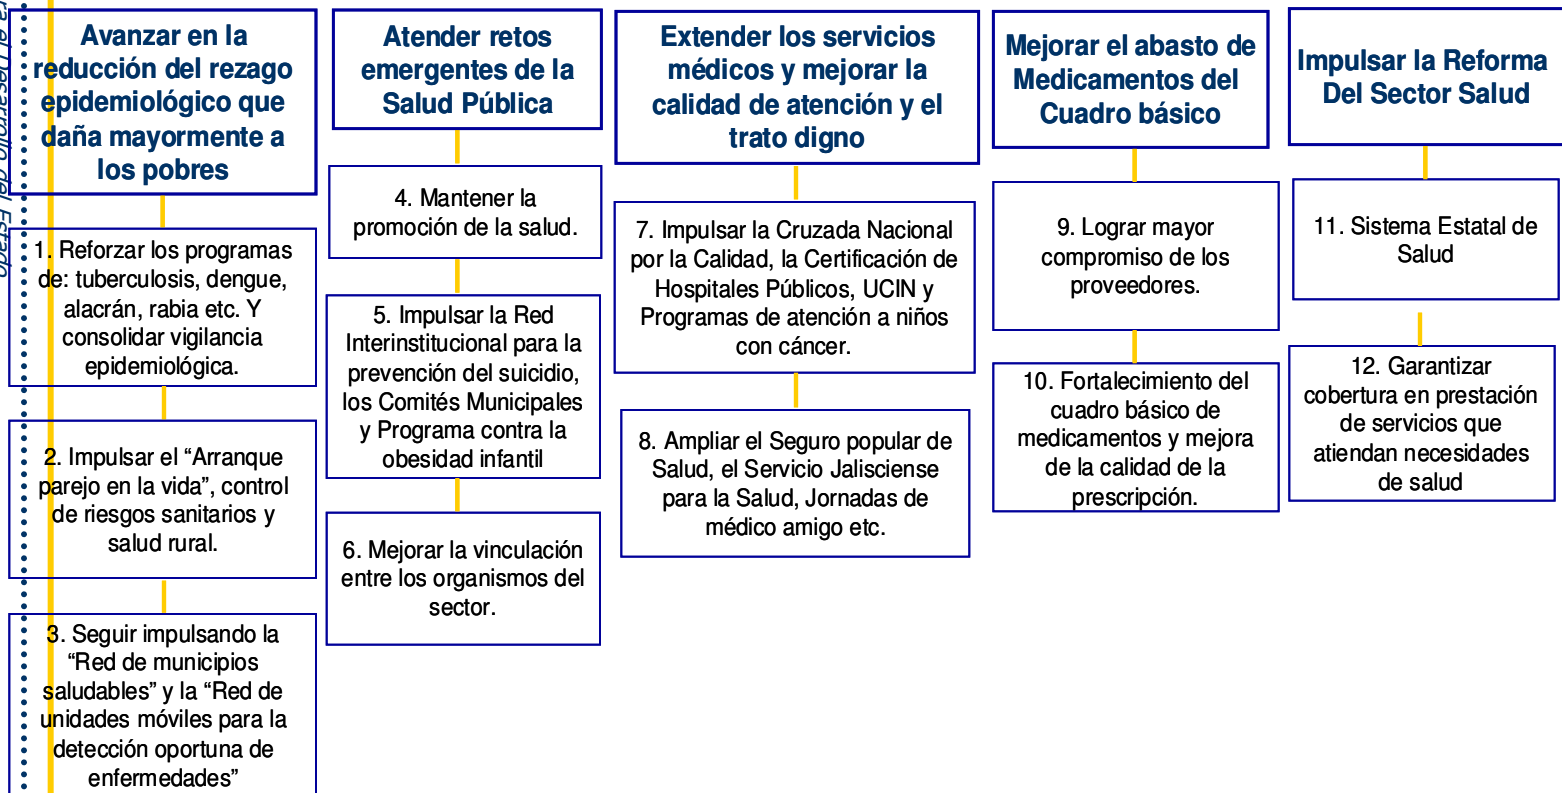 ra el Desarrollo del Estado
Avanzar en la
reducción del rezago
epidemiológico que
daña mayormente a
los pobres
1. Reforzar los programas
de: tuberculosis, dengue,
alacrán, rabia etc. Y
consolidar vigilancia
epidemiológica.
2. Impulsar el “Arranque
parejo en la vida”, control
de riesgos sanitarios y
salud rural.
3. Seguir impulsando la
“Red de municipios
saludables” y la “Red de
unidades móviles para la
detección oportuna de
enfermedades”
Atender retos
emergentes de la
Salud Pública
4. Mantener la
promoción de la salud.
5. Impulsar la Red
Interinstitucional para la
prevención del suicidio,
los Comités Municipales
y Programa contra la
obesidad infantil
6. Mejorar la vinculación
entre los organismos del
sector.
Extender los servicios
médicos y mejorar la
calidad de atención y el
trato digno
7. Impulsar la Cruzada Nacional
por la Calidad, la Certificación de
Hospitales Públicos, UCIN y
Programas de atención a niños
con cáncer.
8. Ampliar el Seguro popular de
Salud, el Servicio Jalisciense
para la Salud, Jornadas de
médico amigo etc.
Mejorar el abasto de
Medicamentos del
Cuadro básico
9. Lograr mayor
compromiso de los
proveedores.
10. Fortalecimiento del
cuadro básico de
medicamentos y mejora
de la calidad de la
prescripción.
Impulsar la Reforma
Del Sector Salud
11. Sistema Estatal de
Salud
12. Garantizar
cobertura en prestación
de servicios que
atiendan necesidades
de salud